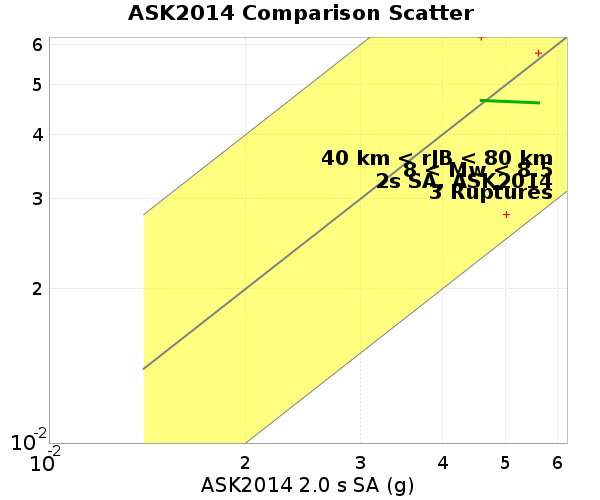 ASK2014 Comparison Scatter
6
5
4
3
2
10-2
10-2
2
3
4
5
6
40 km < rJB < 80 km
8 < Mw < 8.5
2s SA, ASK2014
3 Ruptures
ASK2014 2.0 s SA (g)